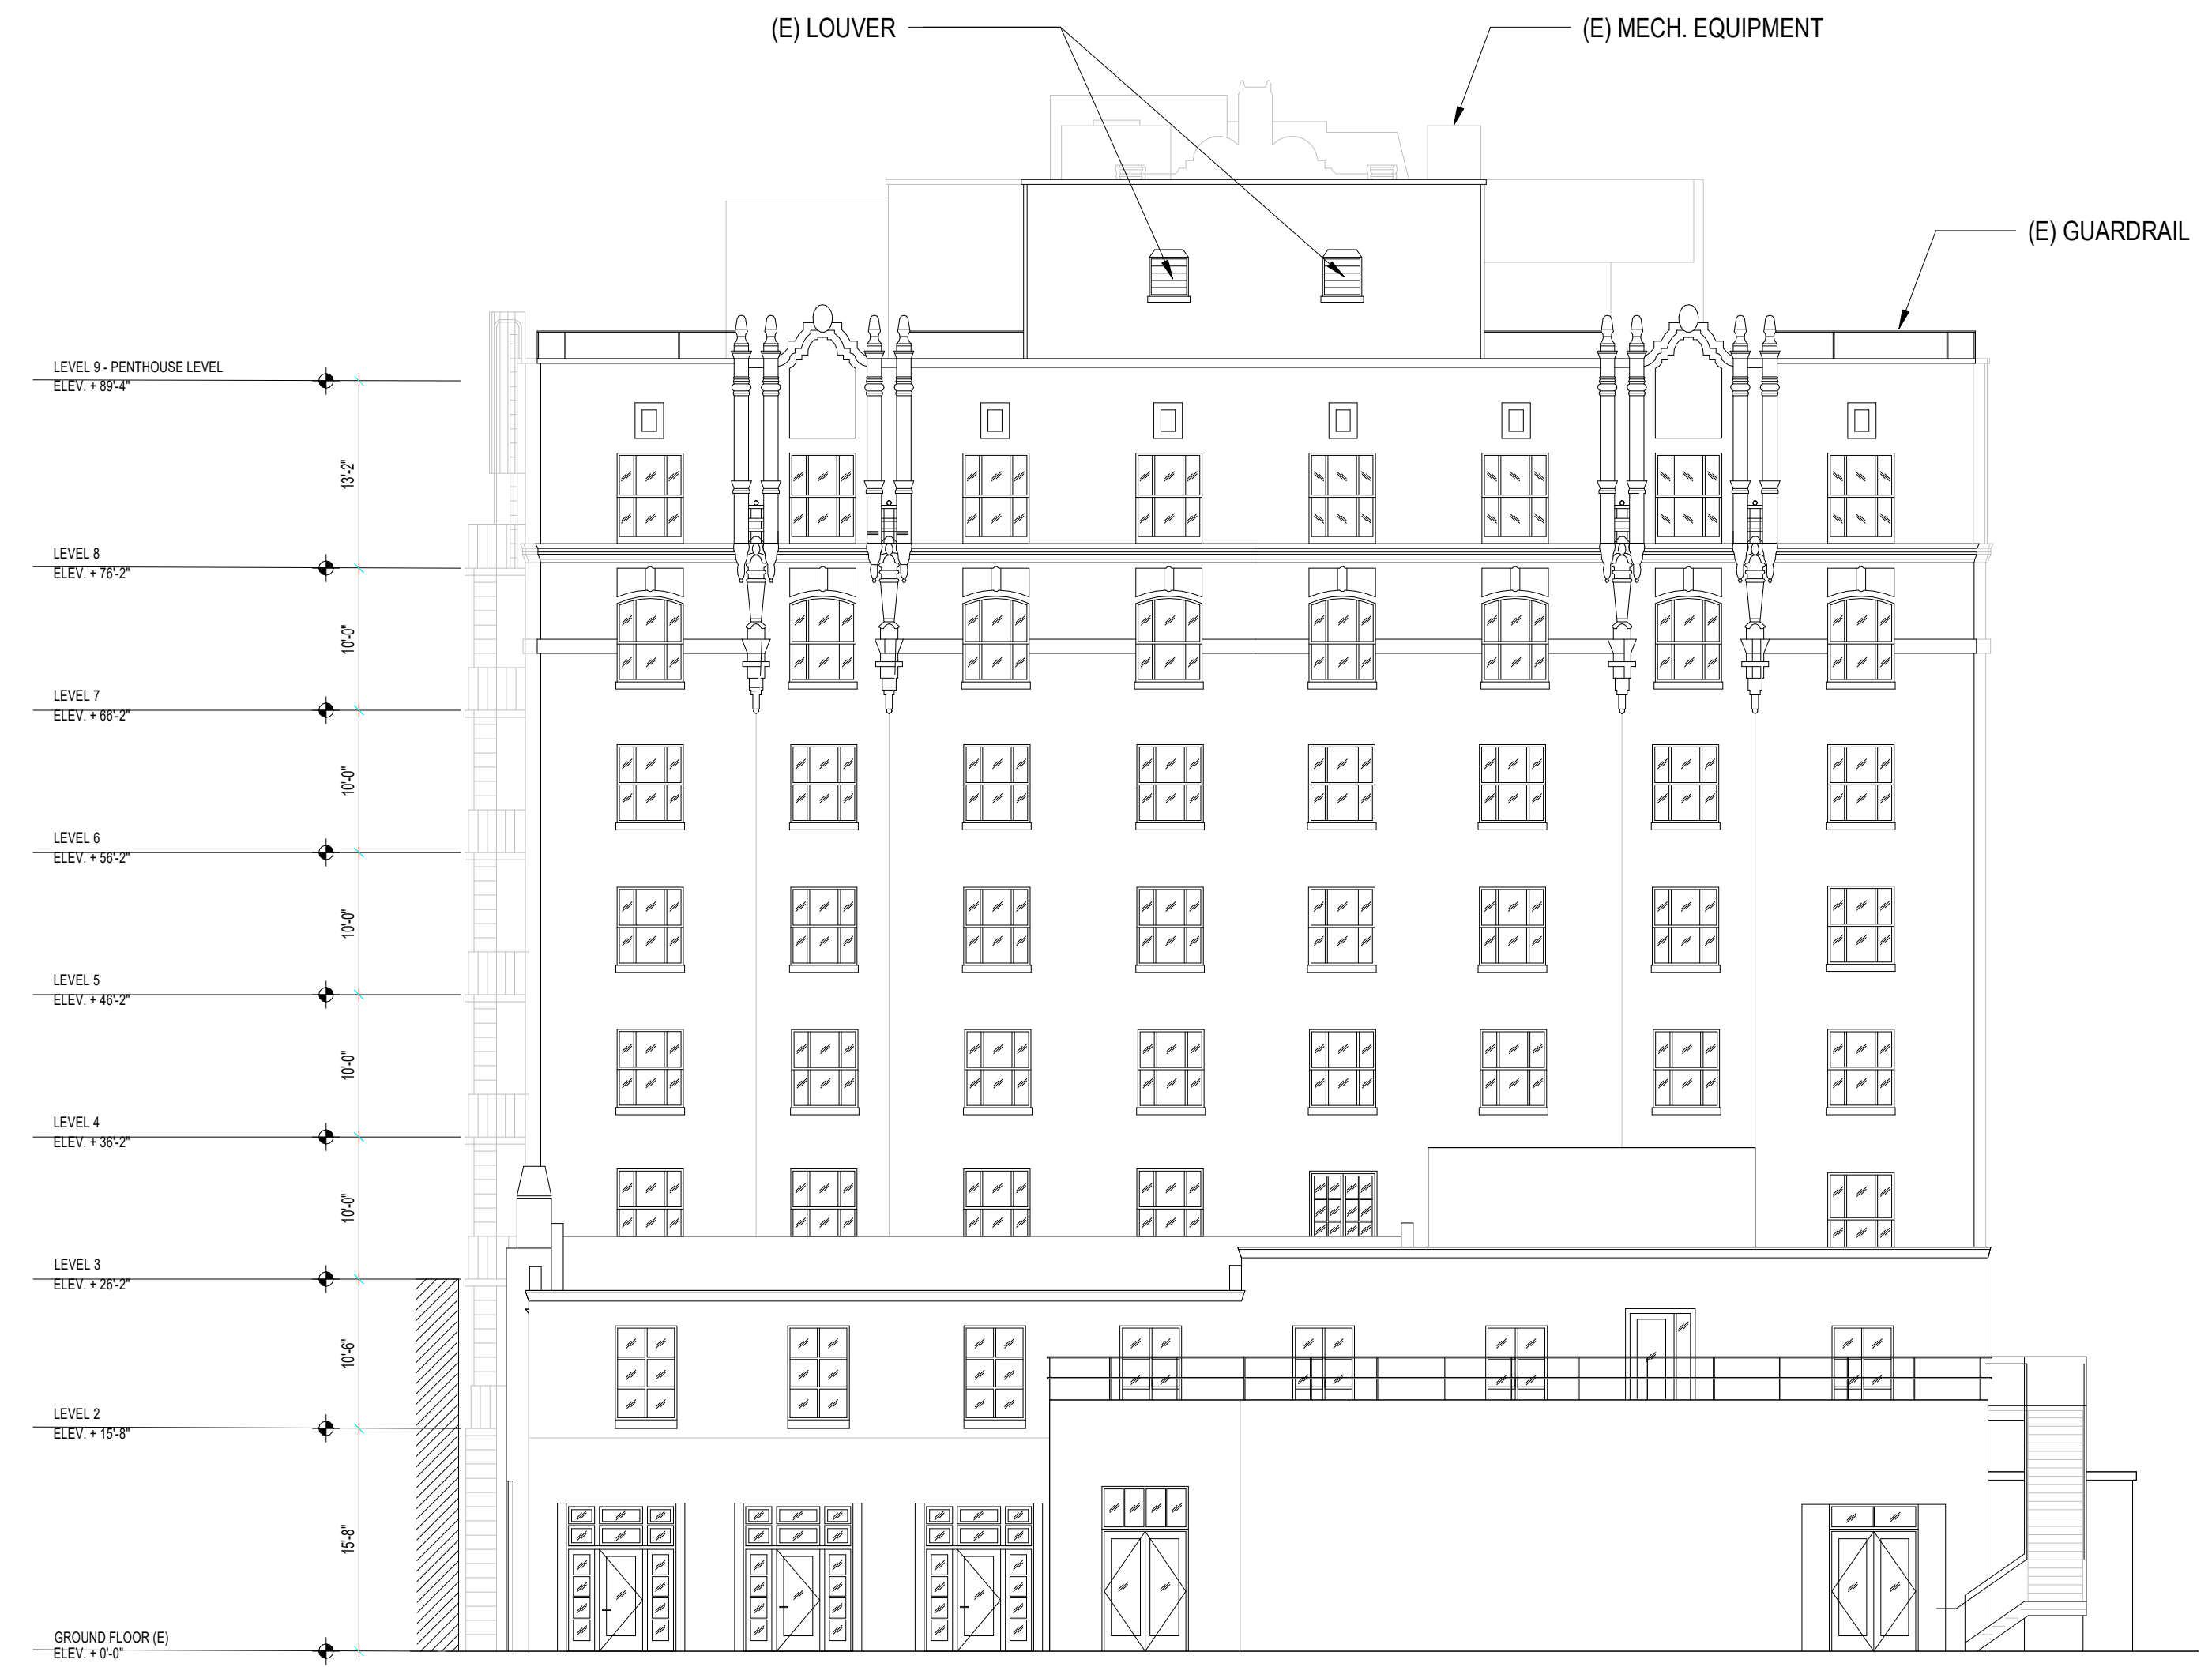 (E) LOUVER
(E) MECH. EQUIPMENT
(E) GUARDRAIL
LEVEL 9 - PENTHOUSE LEVEL
ELEV. + 89'-4"
13'-2"
LEVEL 8
ELEV. + 76'-2"
10'-0"
LEVEL 7
ELEV. + 66'-2"
10'-0"
LEVEL 6
ELEV. + 56'-2"
10'-0"
LEVEL 5
ELEV. + 46'-2"
10'-0"
LEVEL 4
ELEV. + 36'-2"
10'-0"
LEVEL 3
ELEV. + 26'-2"
10'-6"
LEVEL 2
ELEV. + 15'-8"
15'-8"
GROUND FLOOR (E)
ELEV. + 0'-0"